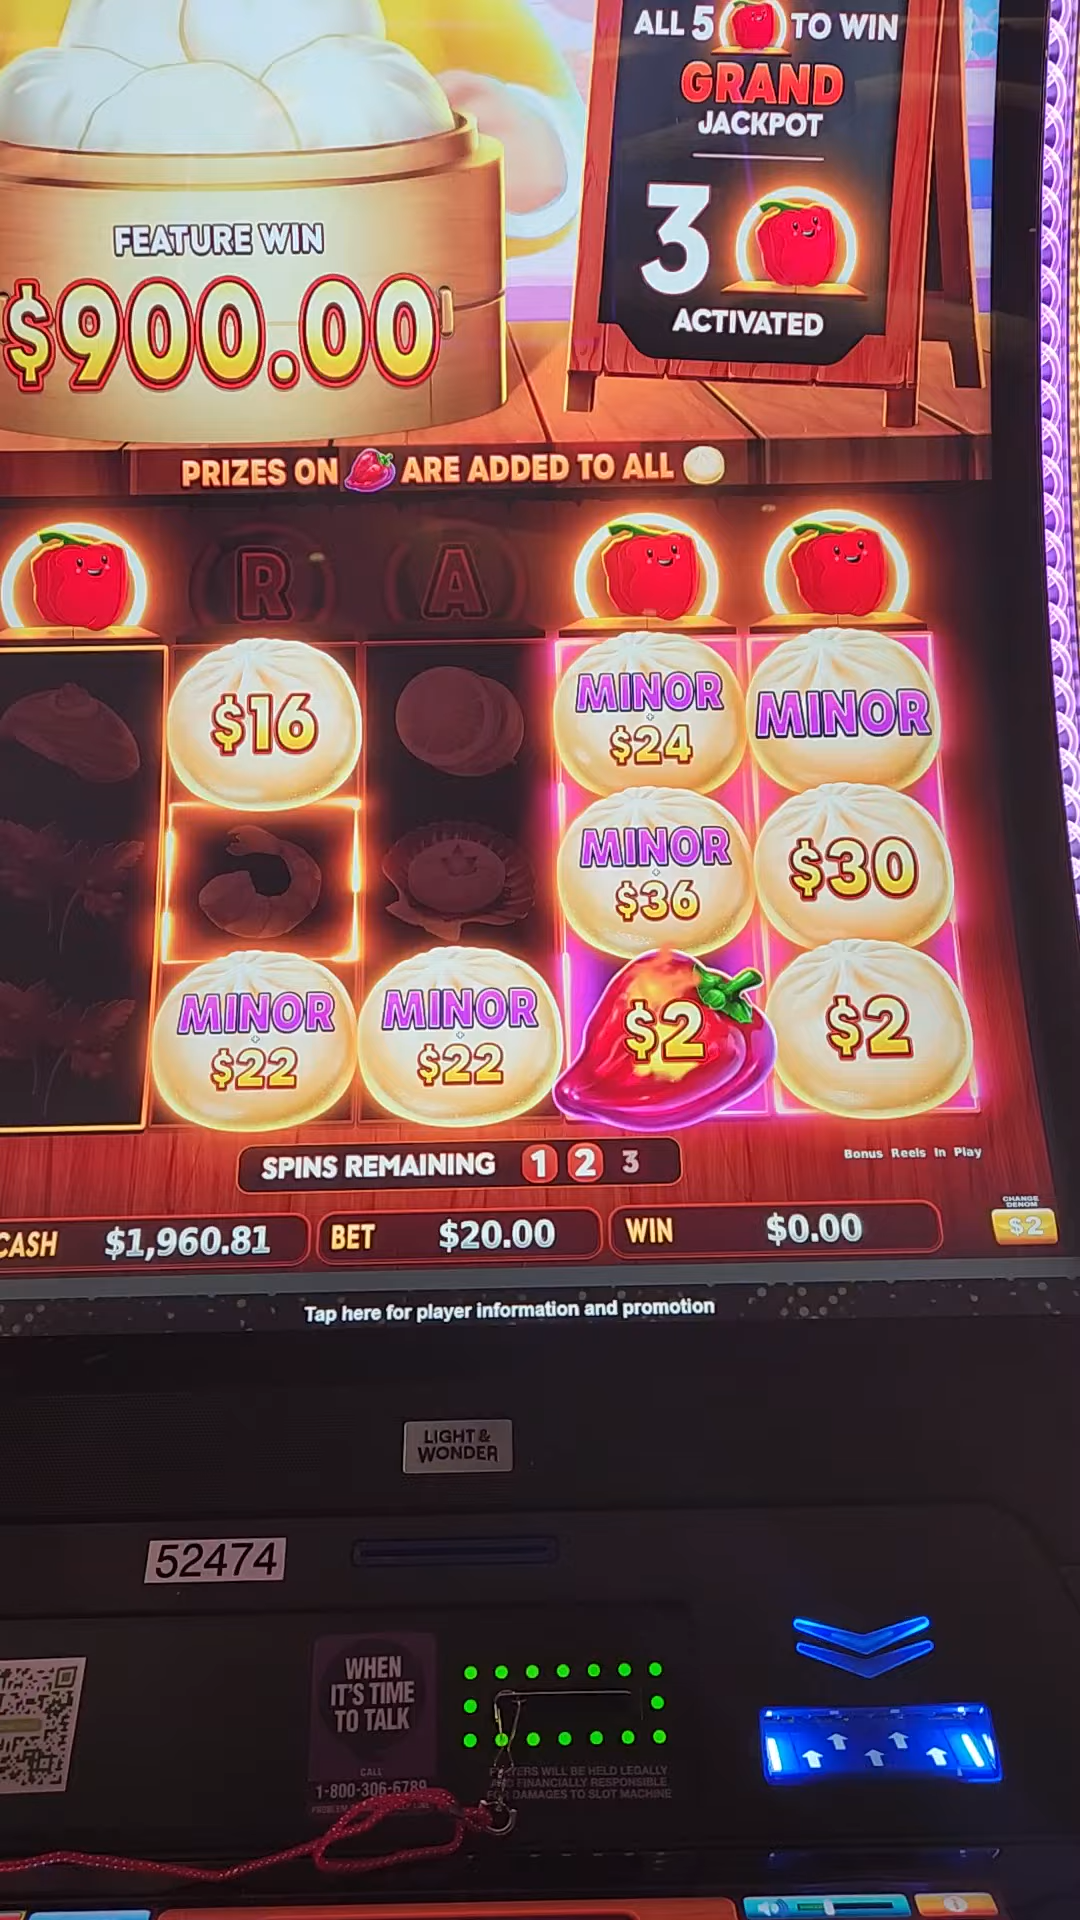 ALL 5 TO WIN
GRAND
JACKPOT
3
ACTIVATED
FEATURE WIN
$900.00
PRIZES ON ARE ADDED TO ALL
R A
$16
MINOR
+
$24
MINOR
MINOR
+
$36
$30
MINOR
+
$22
MINOR
+
$22
$2
$2
SPINS REMAINING 1 2 3
Bonus Reels In Play
CASH $1,960.81
BET $20.00
WIN $0.00
CHANGE
DENOM
$2
Tap here for player information and promotion
LIGHT &
WONDER
52474
WHEN
IT'S TIME
TO TALK
CALL
1-800-306-6789
WILL BE HELD LEGALLY
AND FINANCIALLY RESPONSIBLE
FOR DAMAGES TO SLOT MACHINE